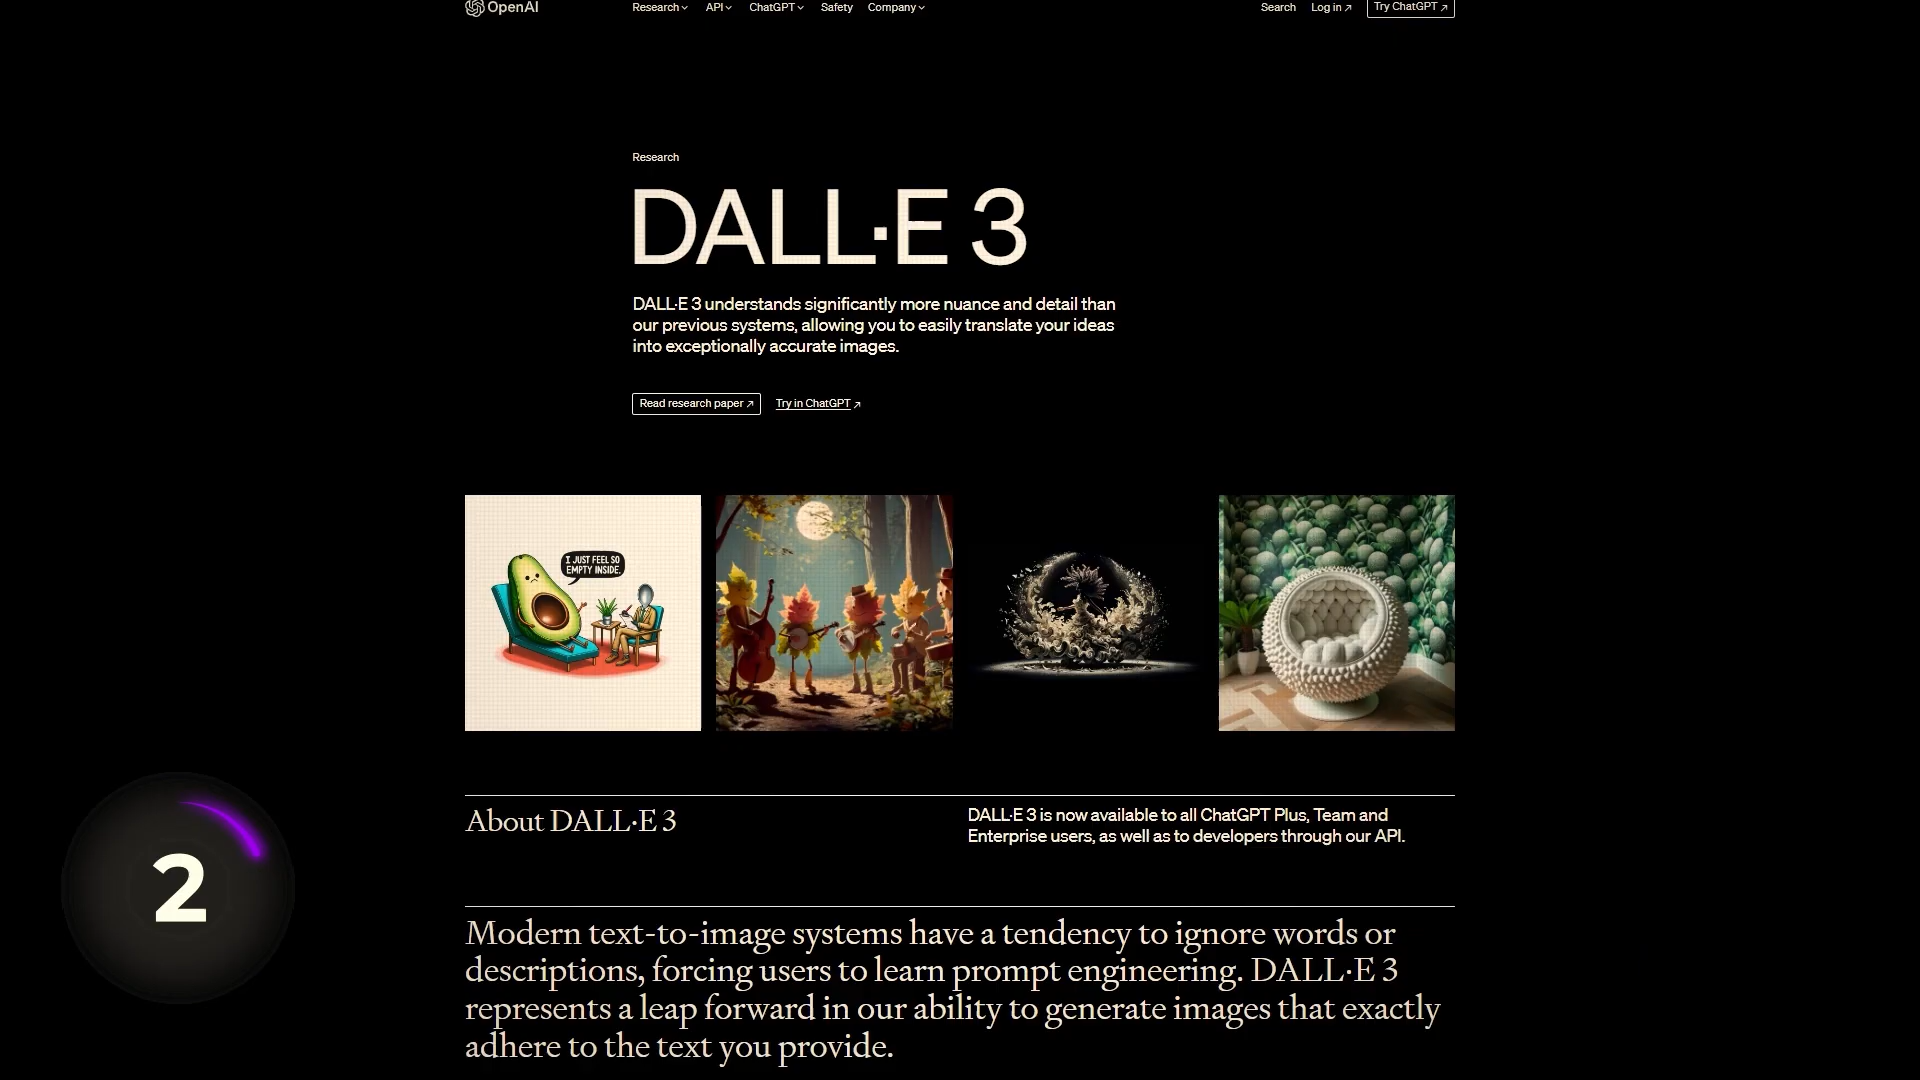 OpenAI
Research
API
ChatGPT
Safety
Company
Search
Log in ↗
Try ChatGPT ↗
Research
DALL·E 3
DALL·E 3 understands significantly more nuance and detail than
our previous systems, allowing you to easily translate your ideas
into exceptionally accurate images.
Read research paper ↗
Try in ChatGPT ↗
I JUST FEEL SO
EMPTY INSIDE.
About DALL·E 3
DALL·E 3 is now available to all ChatGPT Plus, Team and
Enterprise users, as well as to developers through our API.
2
Modern text-to-image systems have a tendency to ignore words or
descriptions, forcing users to learn prompt engineering. DALL·E 3
represents a leap forward in our ability to generate images that exactly
adhere to the text you provide.